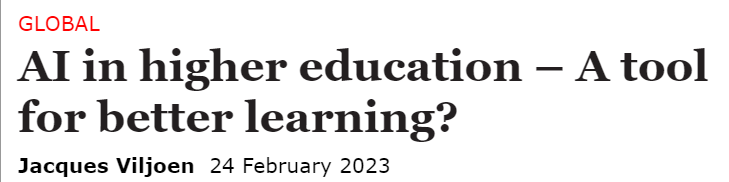 GLOBAL
AI in higher education – A tool
for better learning?
Jacques Viljoen 24 February 2023